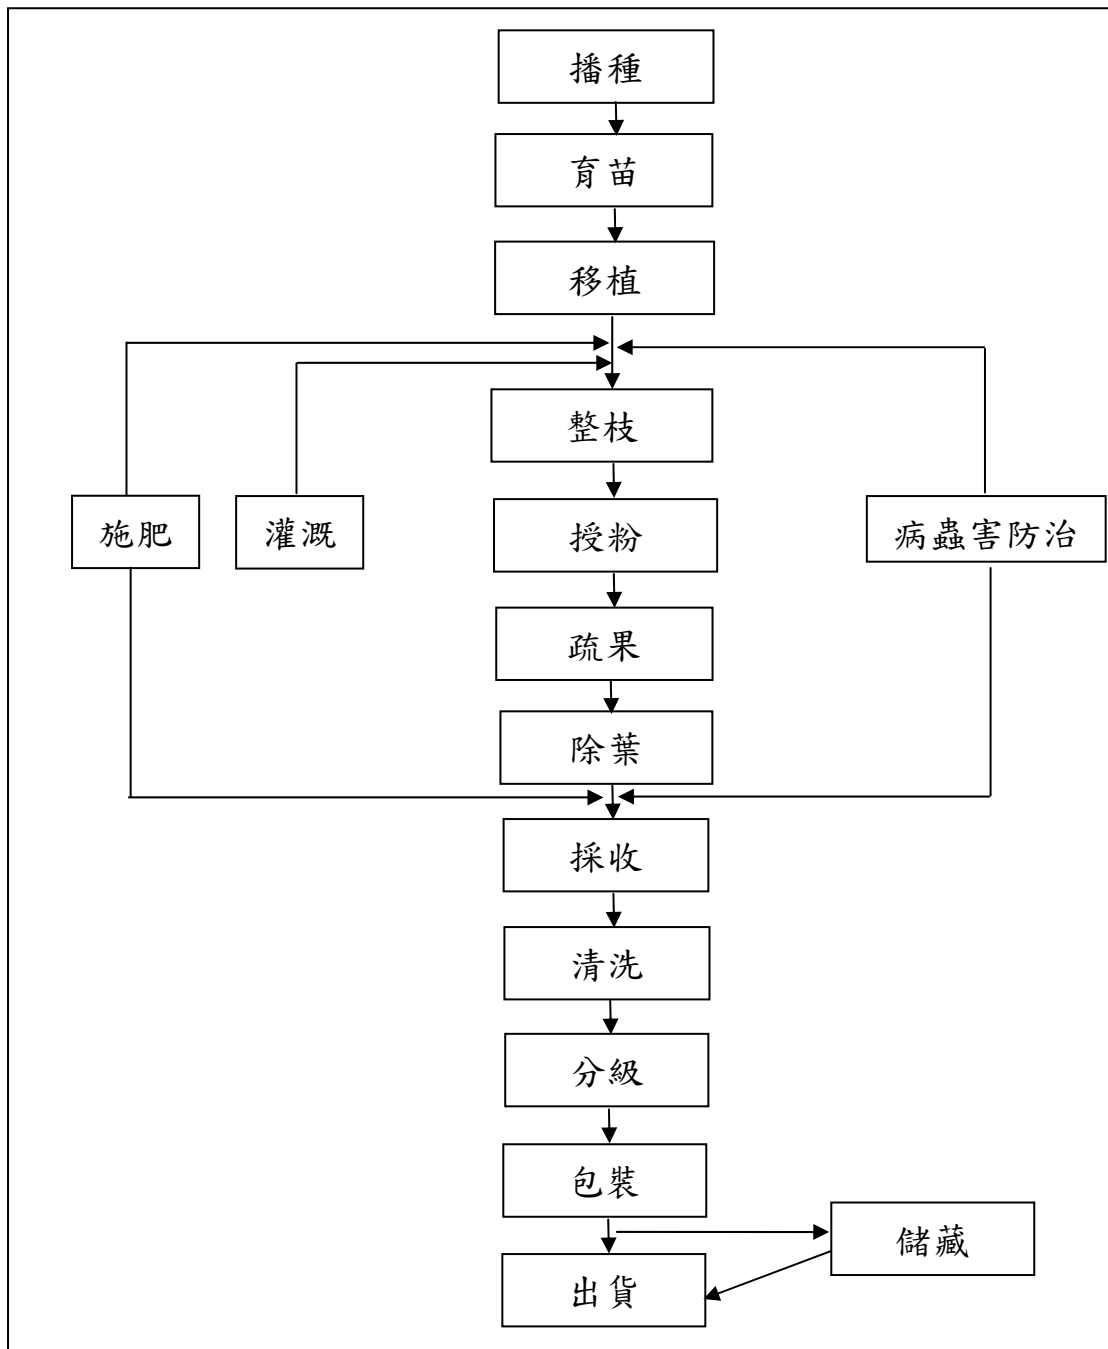 播種
育苗
移植
整枝
施肥
灌溉
授粉
病蟲害防治
疏果
除葉
採收
清洗
分級
包裝
儲藏
出貨